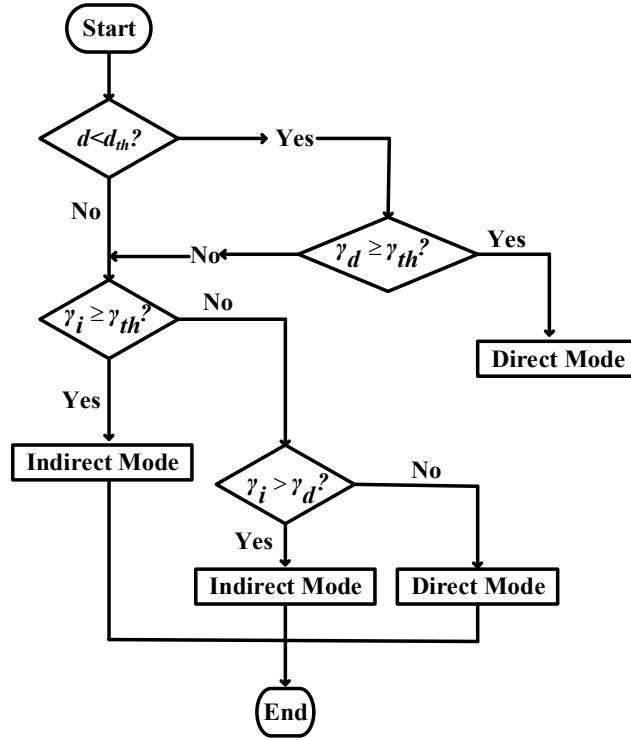 Start
d<d_th?
Yes
No
γ_d ≥ γ_th?
Yes
No
Direct Mode
γ_i ≥ γ_th?
No
Yes
Indirect Mode
γ_i > γ_d?
No
Yes
Indirect Mode
Direct Mode
End